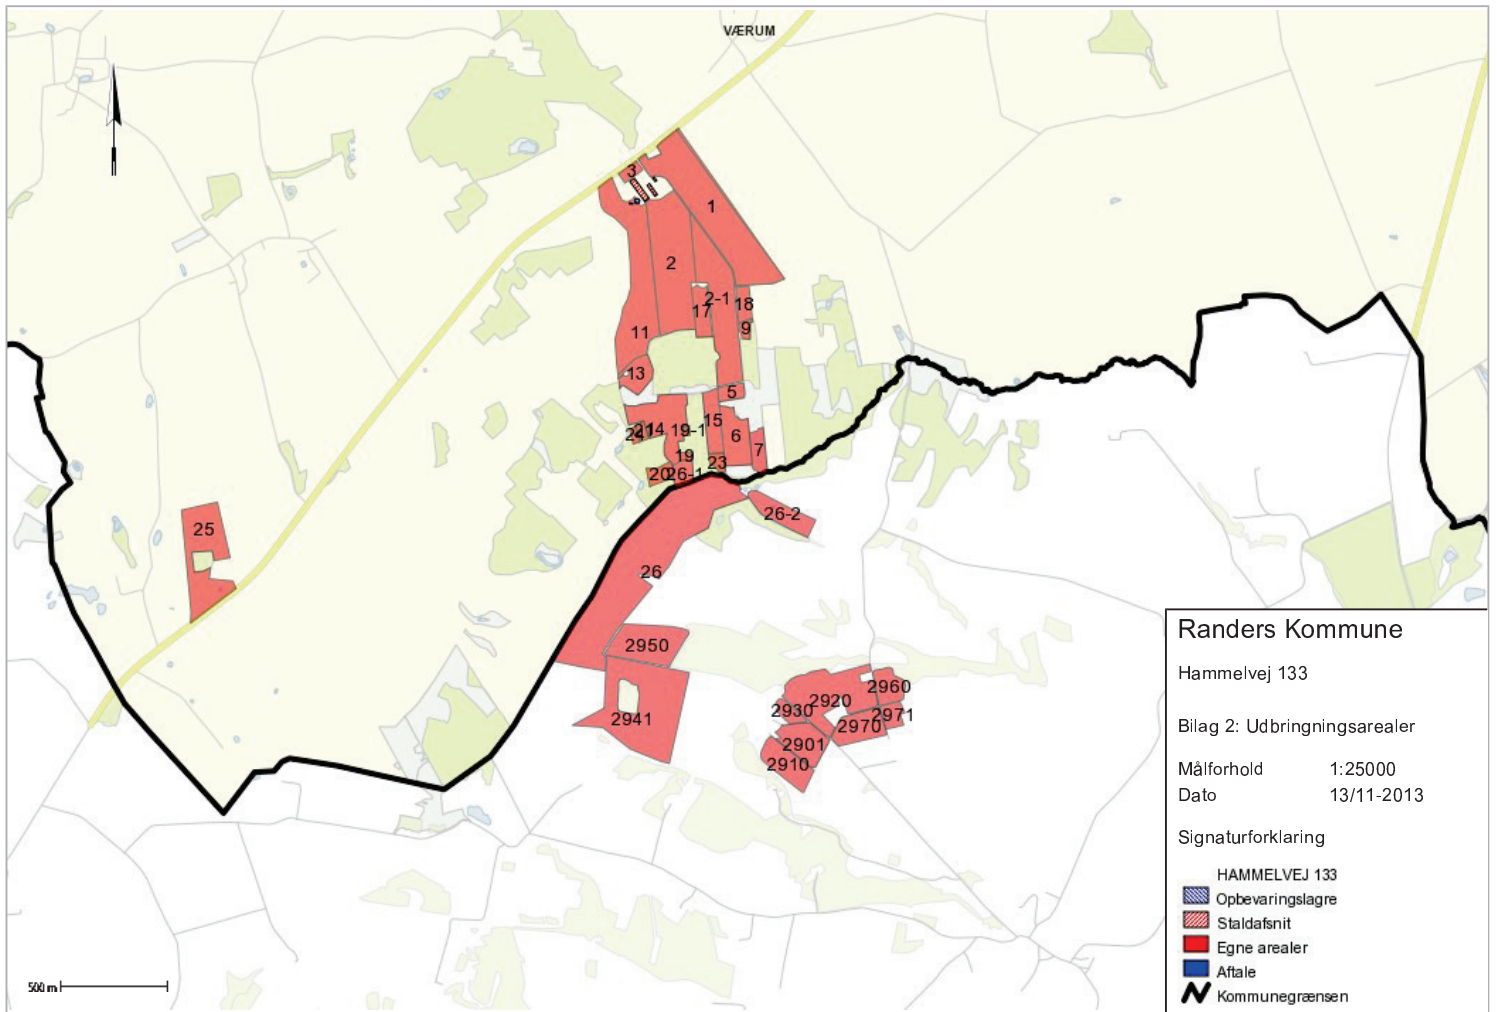 VÆRUM
3
1
2
2-1
18
17
9
11
13
5
15
14
21
24
19-1
6
7
19
23
20
26-1
26-2
25
26
2950
2941
2960
2920
2930
2971
2970
2901
2910
Randers Kommune
Hammelvej 133
Bilag 2: Udbringningsarealer
Målforhold 1:25000
Dato 13/11-2013
Signaturforklaring
HAMMELVEJ 133
Opbevaringslagre
Staldafsnit
Egne arealer
Aftale
Kommunegrænsen
500 m